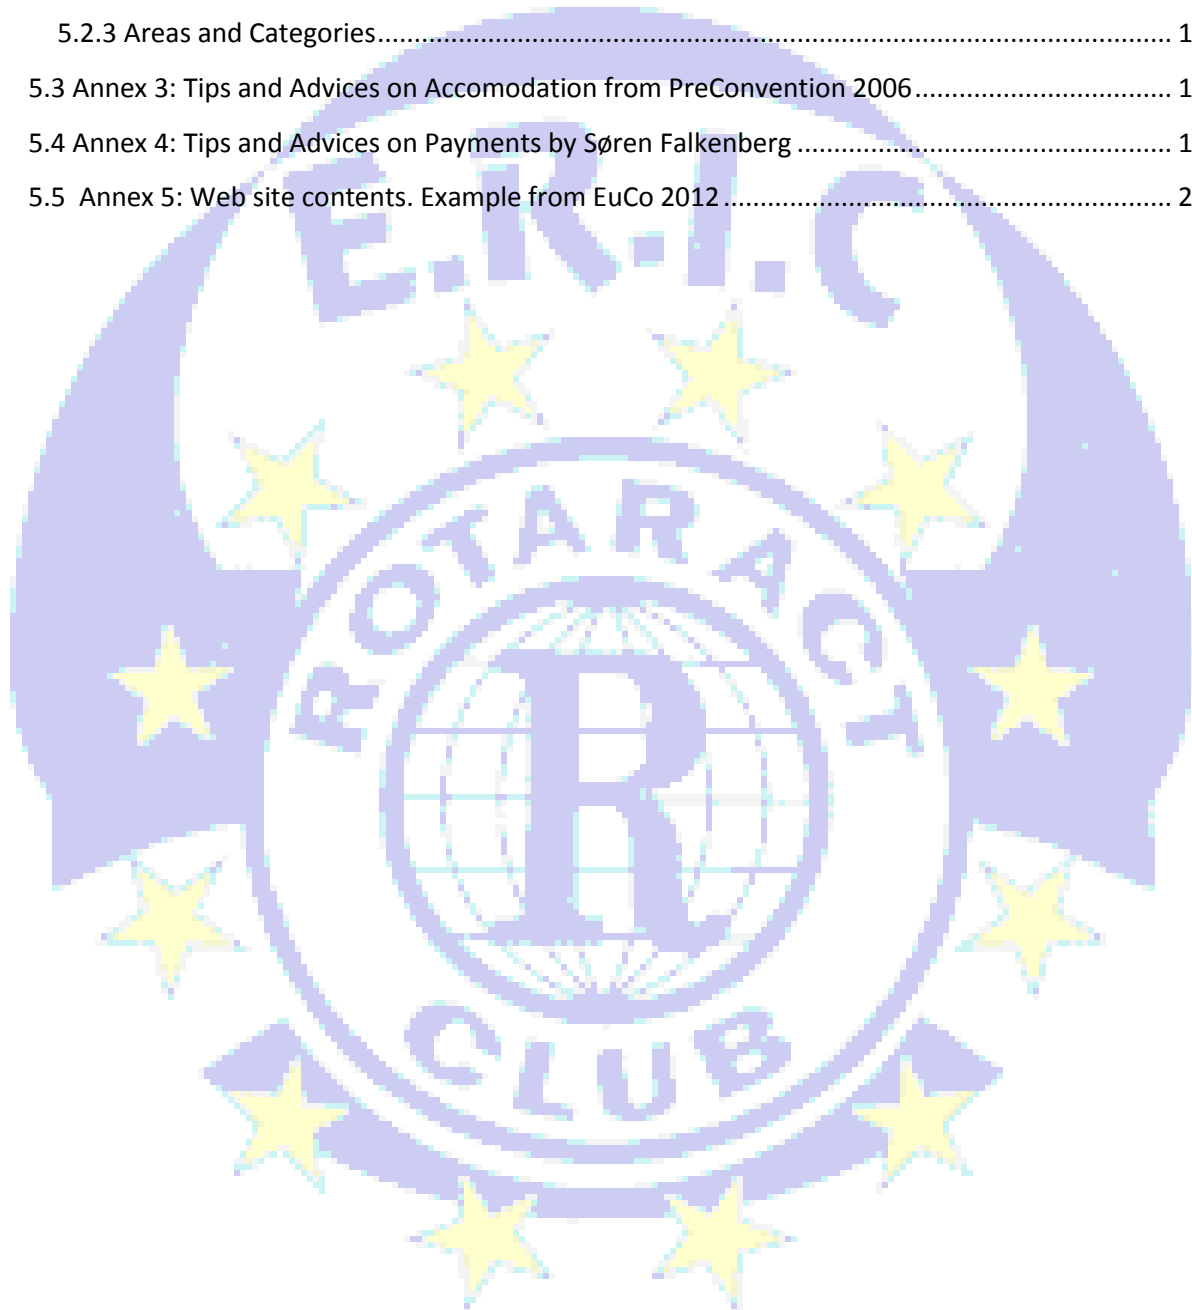 5.2.3 Areas and Categories........................................................................................................ 1
5.3 Annex 3: Tips and Advices on Accomodation from PreConvention 2006.................................. 1
5.4 Annex 4: Tips and Advices on Payments by Søren Falkenberg ................................................. 1
5.5  Annex 5: Web site contents. Example from EuCo 2012........................................................... 2
E.R.I.C
ROTARACT
R
CLUB